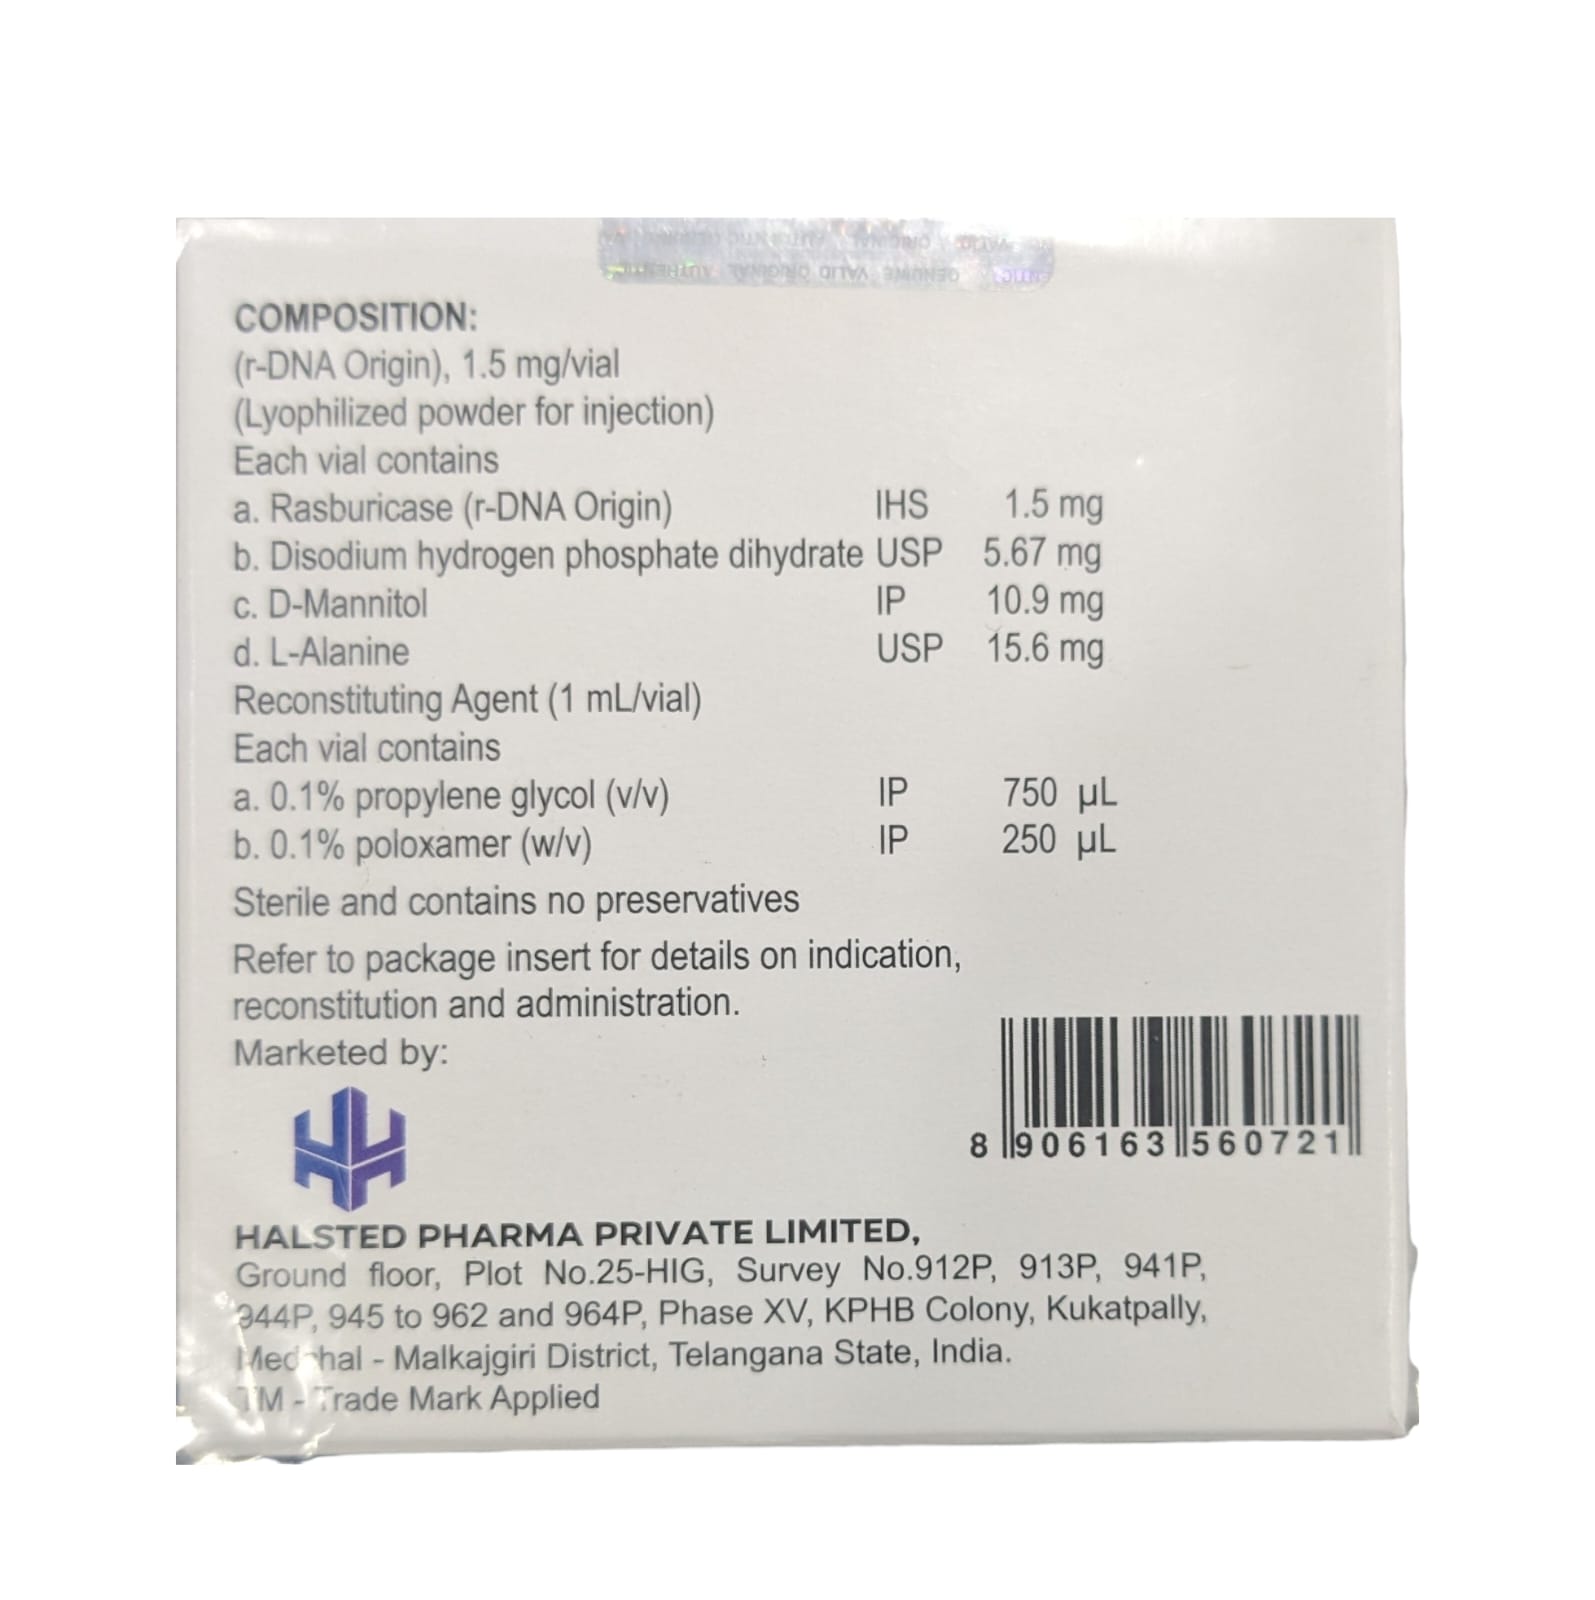 GENUINE VALID ORIGINAL AUTHENTIC
COMPOSITION:
(r-DNA Origin), 1.5 mg/vial
(Lyophilized powder for injection)
Each vial contains
a. Rasburicase (r-DNA Origin) IHS 1.5 mg
b. Disodium hydrogen phosphate dihydrate USP 5.67 mg
c. D-Mannitol IP 10.9 mg
d. L-Alanine USP 15.6 mg
Reconstituting Agent (1 mL/vial)
Each vial contains
a. 0.1% propylene glycol (v/v) IP 750 µL
b. 0.1% poloxamer (w/v) IP 250 µL
Sterile and contains no preservatives
Refer to package insert for details on indication,
reconstitution and administration.
Marketed by:
8 906163 560721
HALSTED PHARMA PRIVATE LIMITED,
Ground floor, Plot No.25-HIG, Survey No.912P, 913P, 941P,
944P, 945 to 962 and 964P, Phase XV, KPHB Colony, Kukatpally,
Medchal - Malkajgiri District, Telangana State, India.
TM - Trade Mark Applied